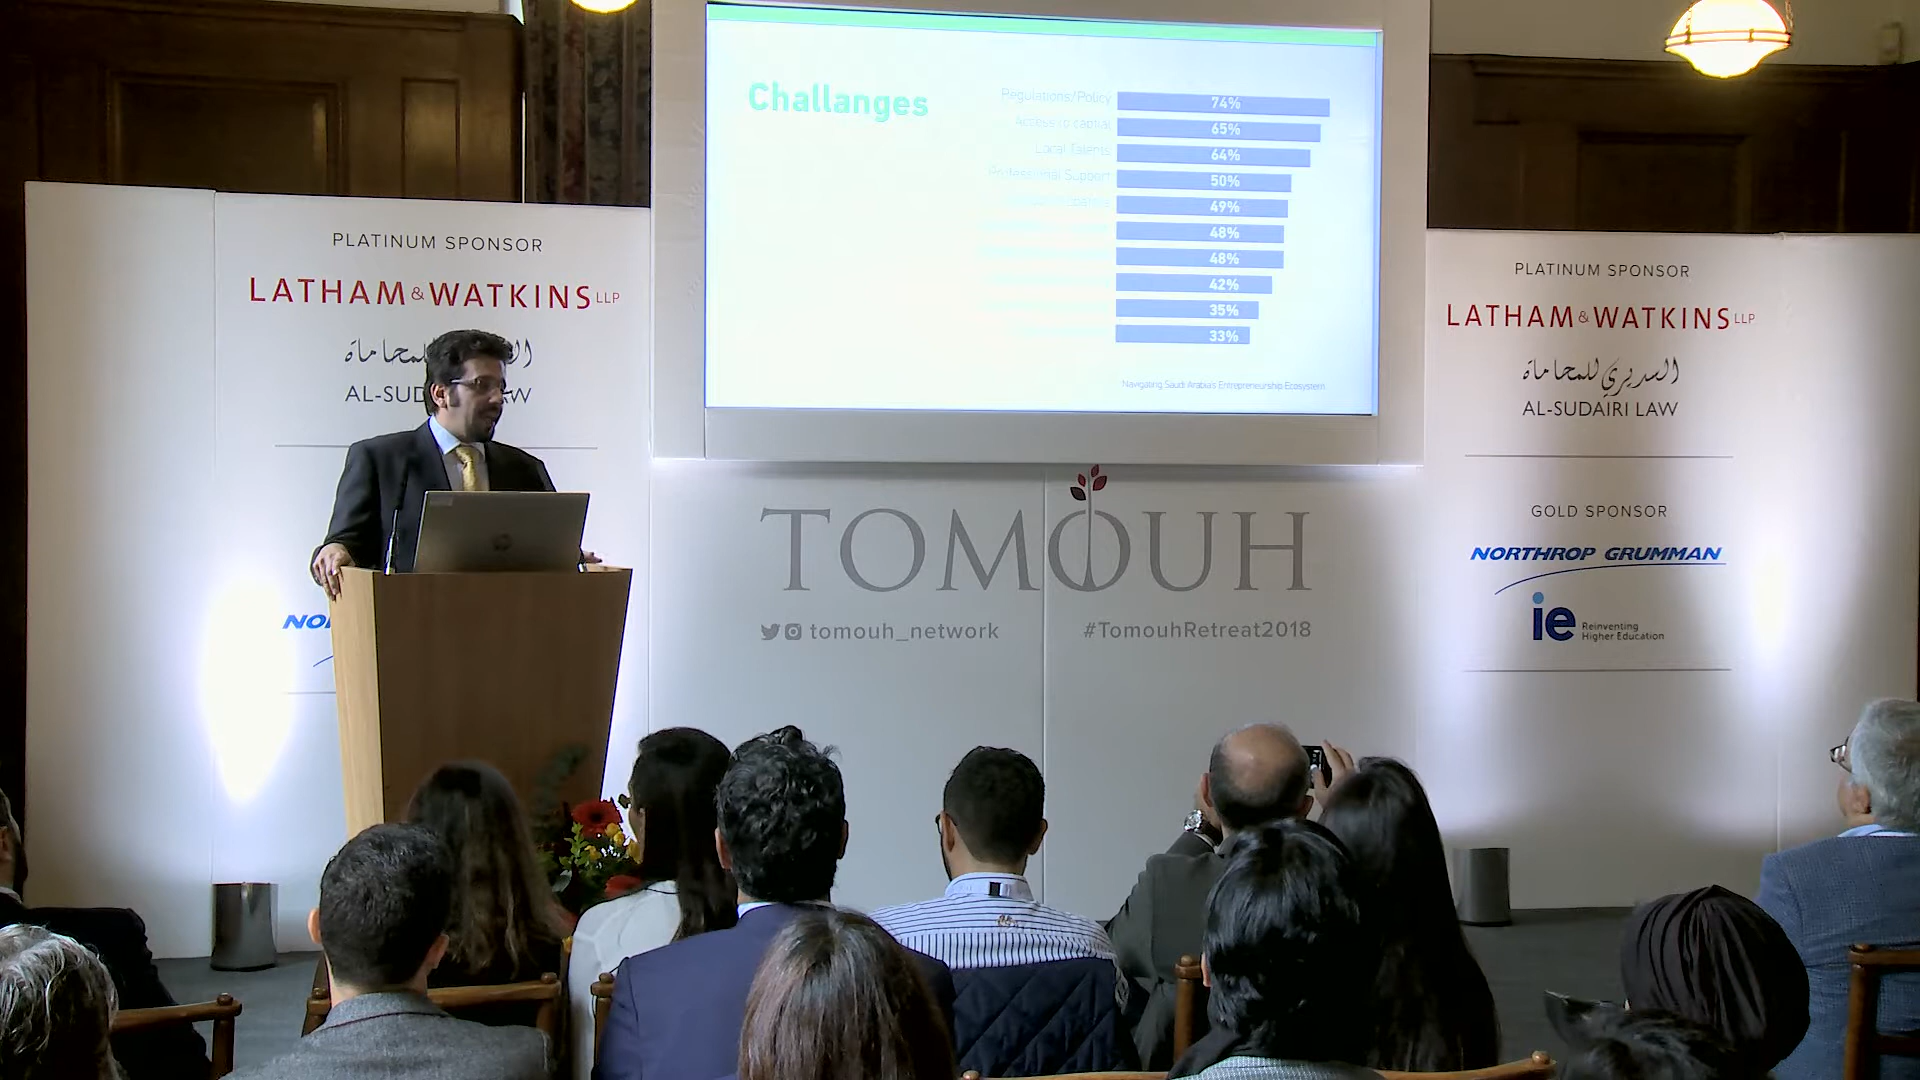 Challanges
Regulations/Policy 74%
Access to captial 65%
Local Talents 64%
Professional Support 50%
49%
48%
48%
42%
35%
33%
Navigating Saudi Arabia's Entrepreneurship Ecosystem
PLATINUM SPONSOR
LATHAM & WATKINS LLP
AL-SUD
NO
TOMOUH
tomouh_network
#TomouhRetreat2018
PLATINUM SPONSOR
LATHAM & WATKINS LLP
السديري للمحاماة
AL-SUDAIRI LAW
GOLD SPONSOR
NORTHROP GRUMMAN
ie Reinventing
Higher Education